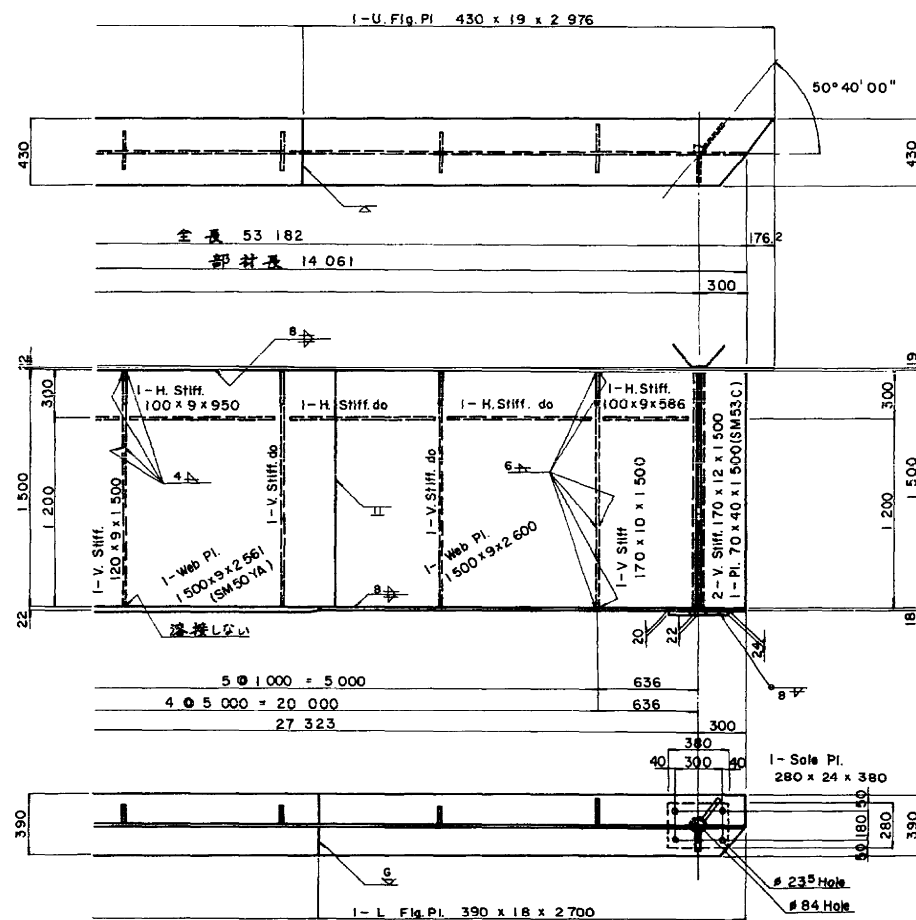 1-U. Flg. Pl 430 x 19 x 2 976
50° 40' 00"
430
430
全長 53 182
176.2
部材長 14 061
300
8
19
300
1-H. Stiff.
100 x 9 x 950
1-H. Stiff. do
1-H. Stiff. do
1-H. Stiff.
100 x 9 x 586
300
1 500
1 200
1-V. Stiff.
120 x 9 x 1 500
4
1-V. Stiff. do
1-Web Pl.
1 500 x 9 x 2 561
(SM50YA)
1-V. Stiff. do
1-Web Pl.
1 500 x 9 x 2 600
6
1-V Stiff
170 x 10 x 1 500
2-V. Stiff. 170 x 12 x 1 500
1-Pl. 70 x 40 x 1 500 (SM53C)
1 200
1 500
8
22
18
溶接しない
20
22
24
8
5 @ 1 000 = 5 000
636
4 @ 5 000 = 20 000
636
27 323
300
380
40 300 40
1-Sole Pl.
280 x 24 x 380
390
50 180 50
280
390
G
ø 23.5 Hole
ø 84 Hole
1-L Flg. Pl. 390 x 18 x 2700